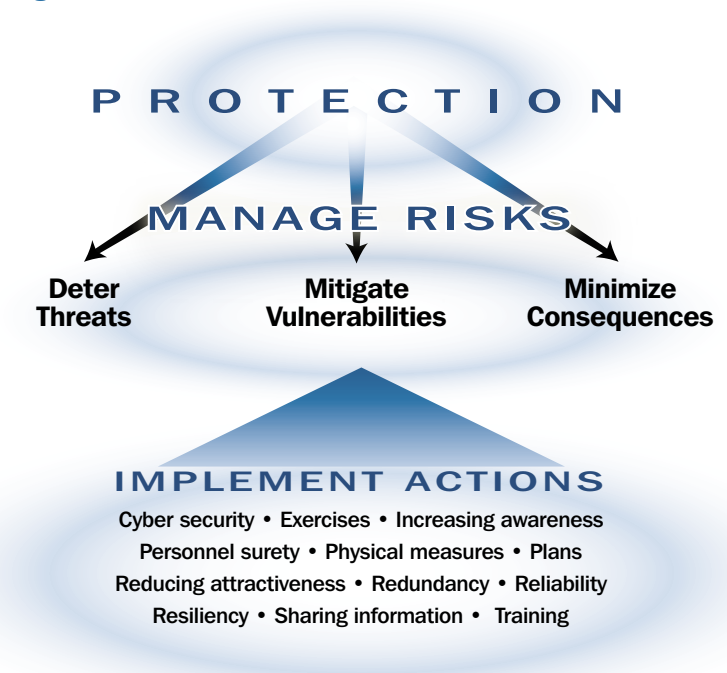 PROTECTION
MANAGE RISKS
Deter
Threats
Mitigate
Vulnerabilities
Minimize
Consequences
IMPLEMENT ACTIONS
Cyber security • Exercises • Increasing awareness
Personnel surety • Physical measures • Plans
Reducing attractiveness • Redundancy • Reliability
Resiliency • Sharing information • Training